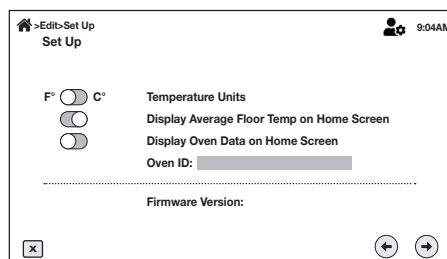 >Edit>Set Up
9:04AM
Set Up
F° C° Temperature Units
Display Average Floor Temp on Home Screen
Display Oven Data on Home Screen
Oven ID:
Firmware Version:
x